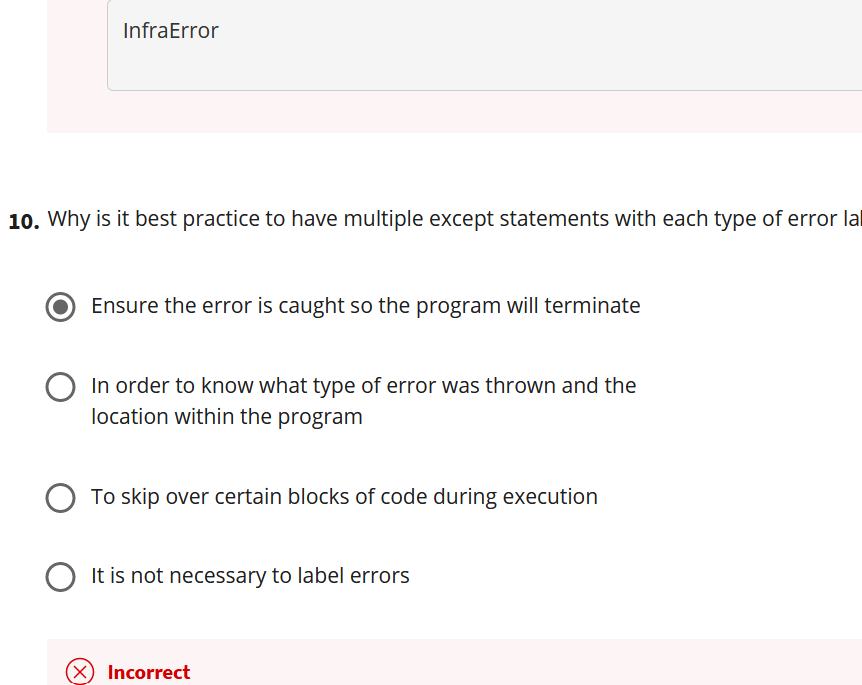 InfraError
10. Why is it best practice to have multiple except statements with each type of error
Ensure the error is caught so the program will terminate
In order to know what type of error was thrown and the
location within the program
To skip over certain blocks of code during execution
It is not necessary to label errors
Incorrect